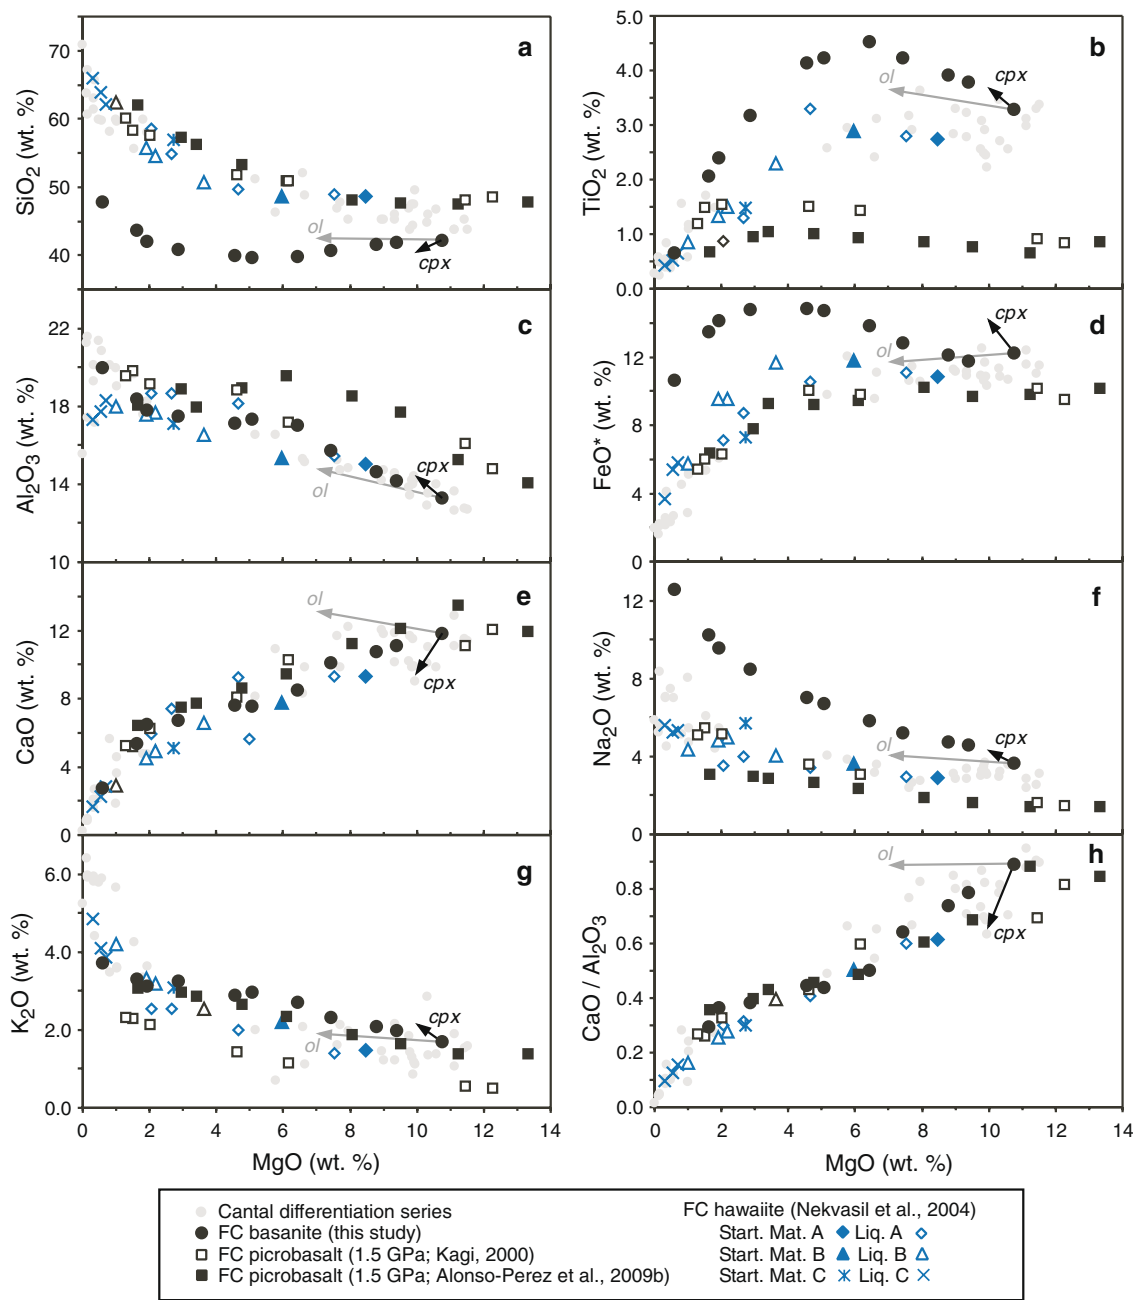 a
SiO2 (wt. %)
70
60
50
40
ol
cpx
b
TiO2 (wt. %)
5.0
4.0
3.0
2.0
1.0
0.0
ol
cpx
c
Al2O3 (wt. %)
22
18
14
10
ol
cpx
d
FeO* (wt. %)
12
8
4
0
ol
cpx
e
CaO (wt. %)
12
8
4
0
ol
cpx
f
Na2O (wt. %)
12
8
4
0
ol
cpx
g
K2O (wt. %)
6.0
4.0
2.0
0.0
ol
cpx
h
CaO / Al2O3
0.8
0.6
0.4
0.2
0.0
ol
cpx
0 2 4 6 8 10 12 14
MgO (wt. %)
0 2 4 6 8 10 12 14
MgO (wt. %)
Cantal differentiation series
FC basanite (this study)
FC picrobasalt (1.5 GPa; Kagi, 2000)
FC picrobasalt (1.5 GPa; Alonso-Perez et al., 2009b)
FC hawaiite (Nekvasil et al., 2004)
Start. Mat. A Liq. A
Start. Mat. B Liq. B
Start. Mat. C Liq. C